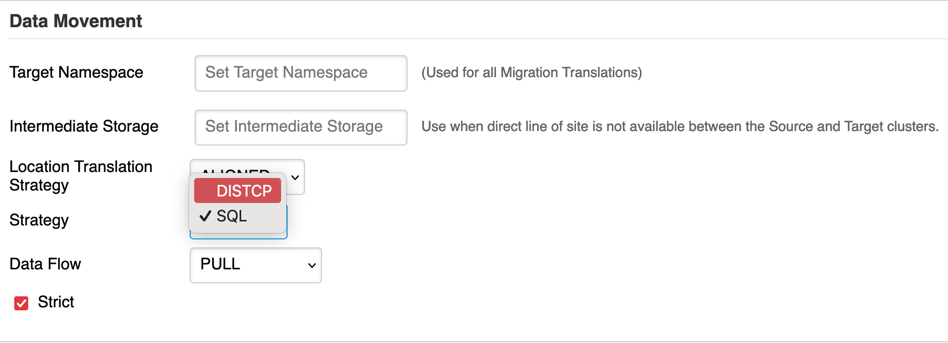 Data Movement
Target Namespace Set Target Namespace (Used for all Migration Translations)
Intermediate Storage Set Intermediate Storage Use when direct line of site is not available between the Source and Target clusters.
Location Translation
Strategy ALIGNED
DISTCP
SQL
Strategy
Data Flow PULL
Strict